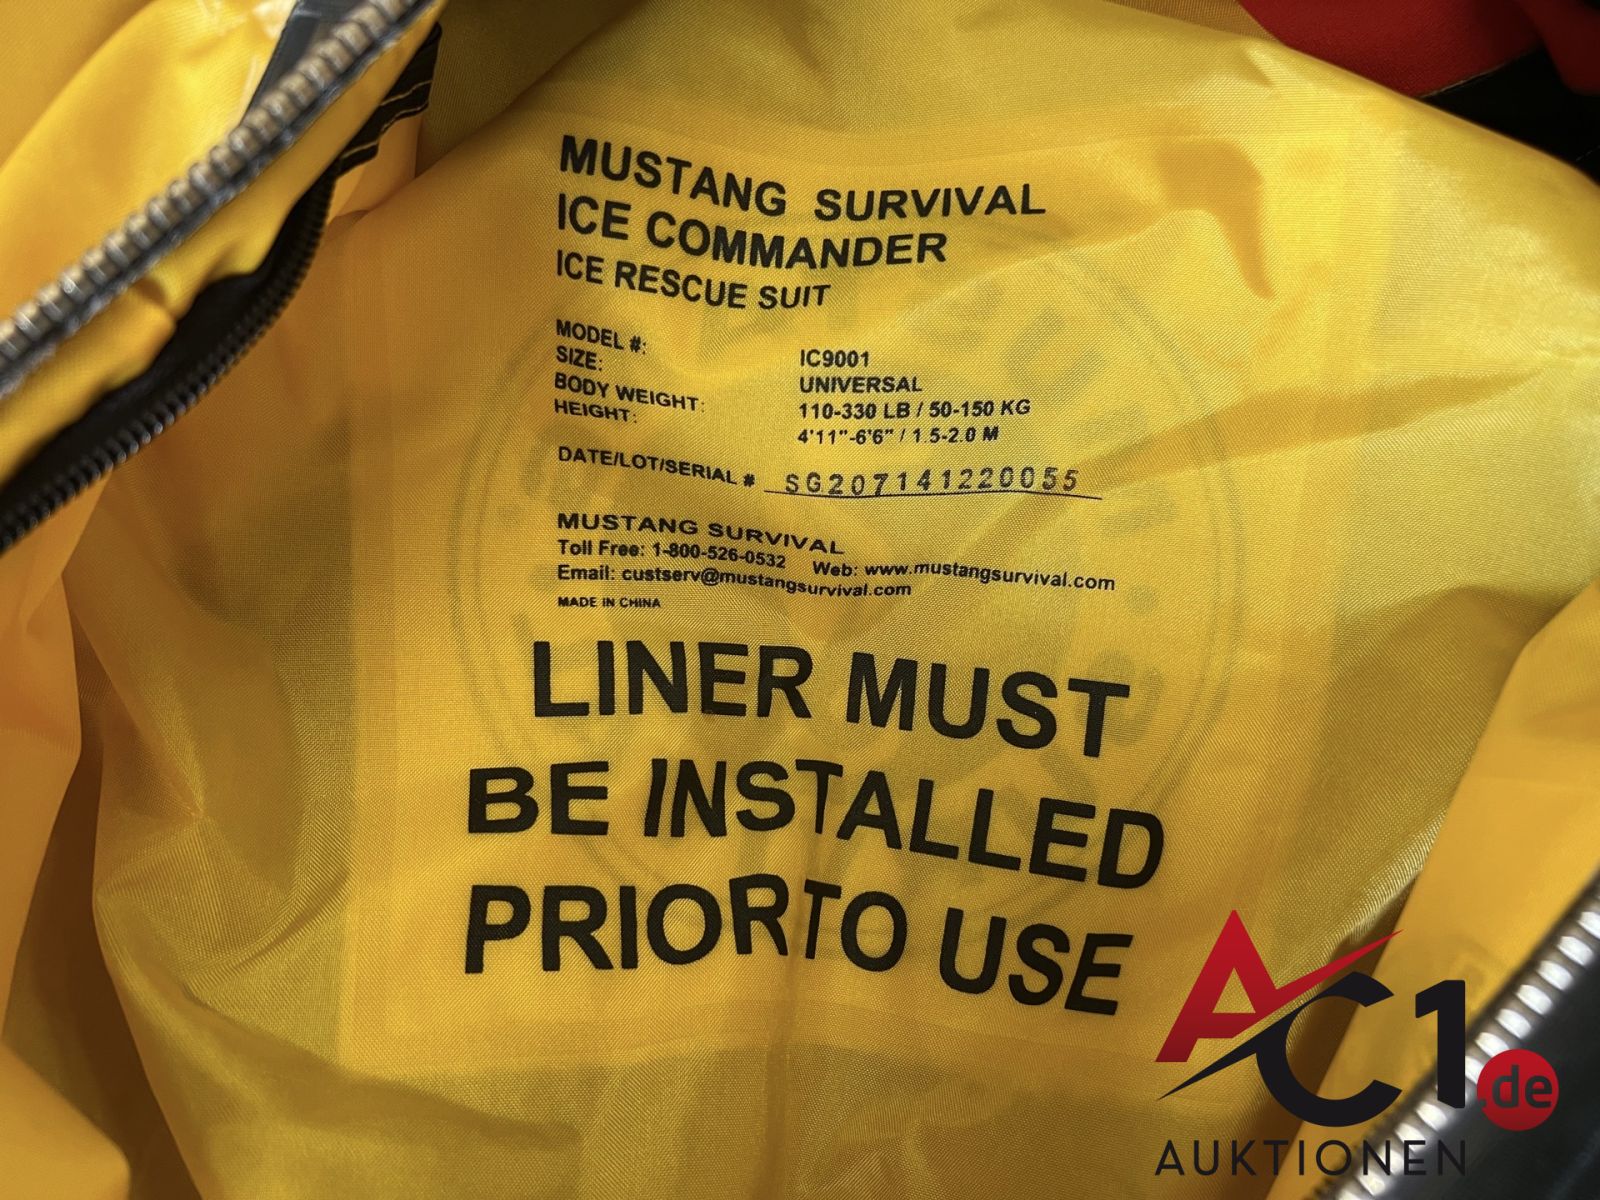 MUSTANG SURVIVAL
ICE COMMANDER
ICE RESCUE SUIT
MODEL #: IC9001
SIZE: UNIVERSAL
BODY WEIGHT: 110-330 LB / 50-150 KG
HEIGHT: 4'11"-6'6" / 1.5-2.0 M
DATE/LOT/SERIAL # SG207141220055
MUSTANG SURVIVAL
Toll Free: 1-800-526-0532 Web: www.mustangsurvival.com
Email: custserv@mustangsurvival.com
MADE IN CHINA
LINER MUST
BE INSTALLED
PRIOR TO USE
AC1.de
AUKTIONEN